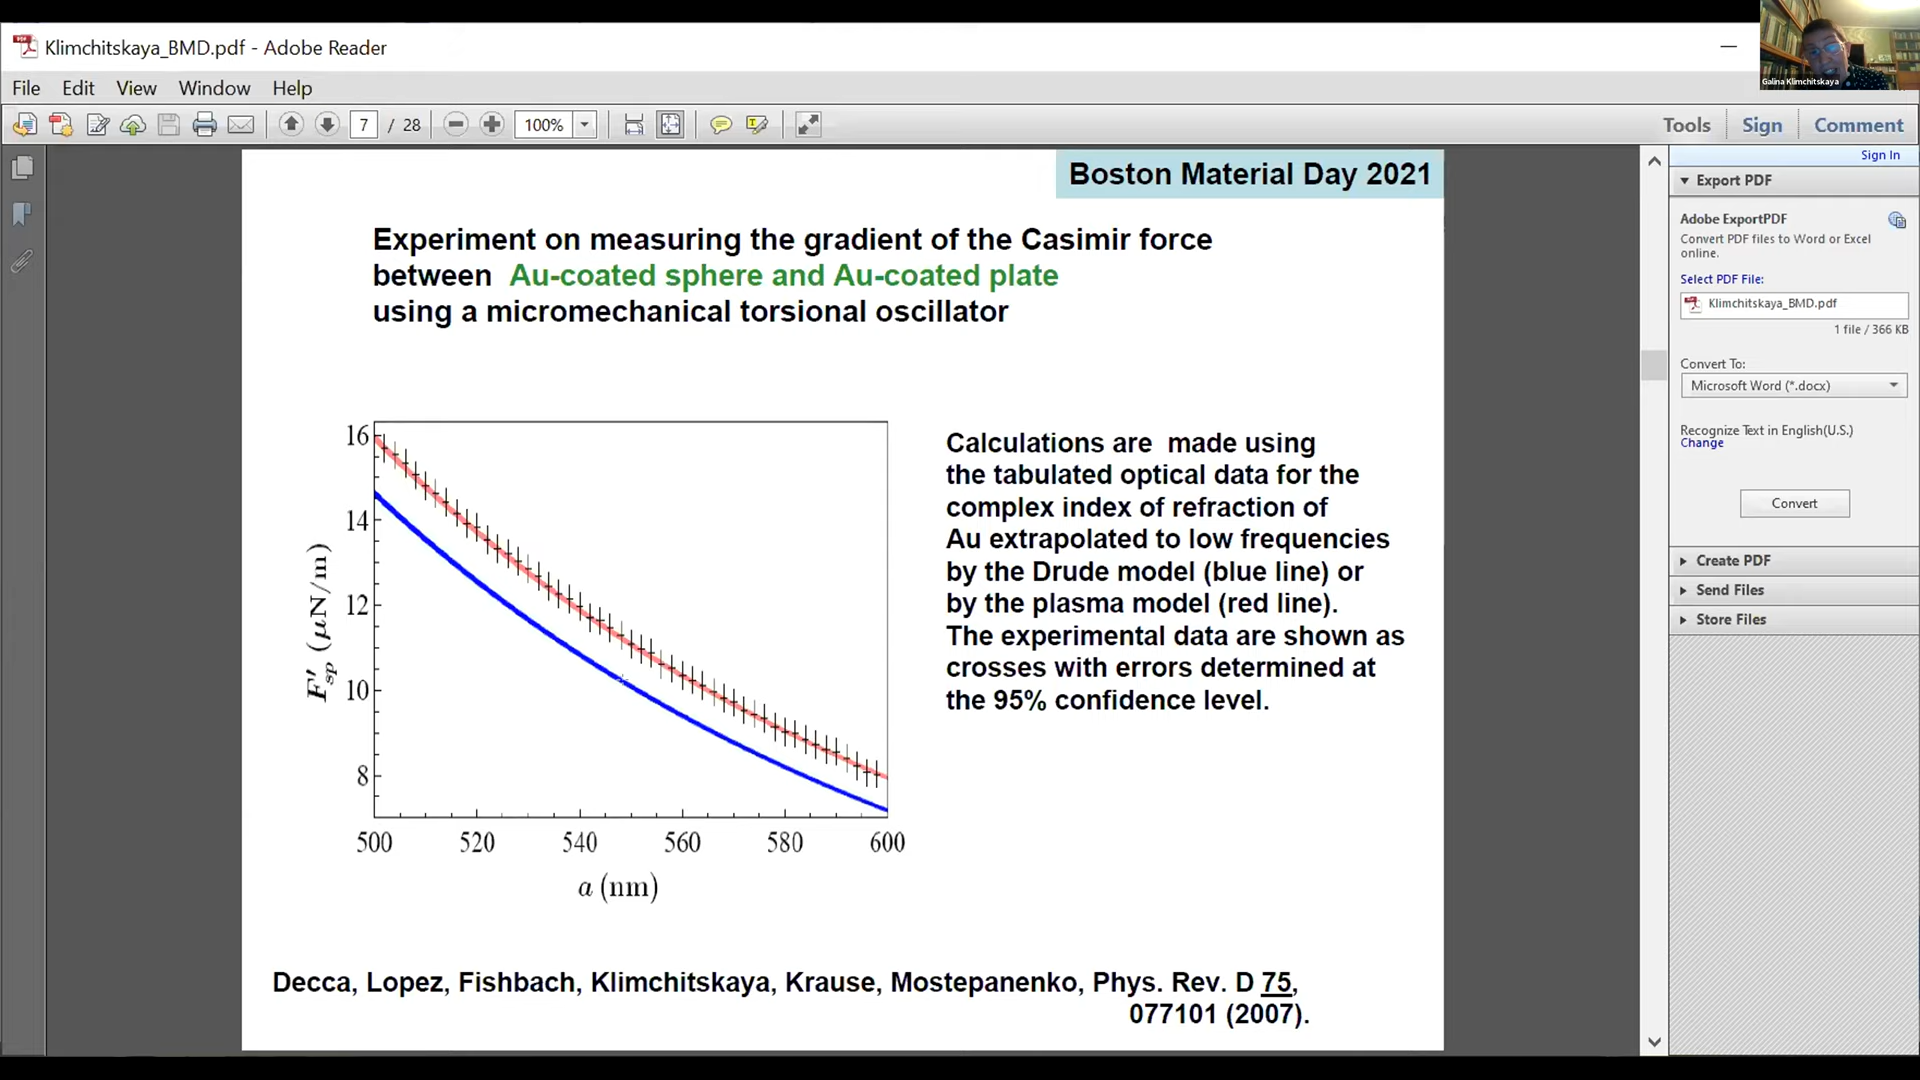 Klimchitskaya_BMD.pdf - Adobe Reader
Galina Klimchitskaya
File Edit View Window Help
7 / 28 100% Tools Sign Comment
Sign In
Export PDF
Adobe ExportPDF
Convert PDF files to Word or Excel
online.
Select PDF File:
Klimchitskaya_BMD.pdf
1 file / 366 KB
Convert To:
Microsoft Word (*.docx)
Recognize Text in English(U.S.)
Change
Convert
Create PDF
Send Files
Store Files
Boston Material Day 2021
Experiment on measuring the gradient of the Casimir force
between Au-coated sphere and Au-coated plate
using a micromechanical torsional oscillator
16
14
12
10
8
F'sp (μN/m)
500 520 540 560 580 600
a (nm)
Calculations are made using
the tabulated optical data for the
complex index of refraction of
Au extrapolated to low frequencies
by the Drude model (blue line) or
by the plasma model (red line).
The experimental data are shown as
crosses with errors determined at
the 95% confidence level.
Decca, Lopez, Fishbach, Klimchitskaya, Krause, Mostepanenko, Phys. Rev. D 75,
077101 (2007).